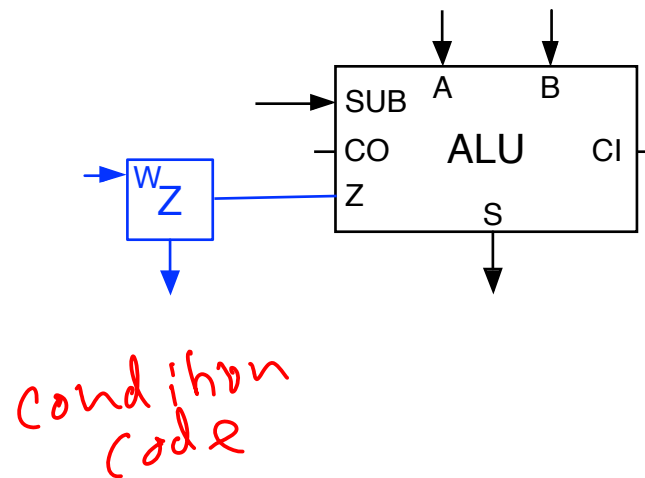 A B
SUB
CO ALU CI
W
Z Z
S
condition
code